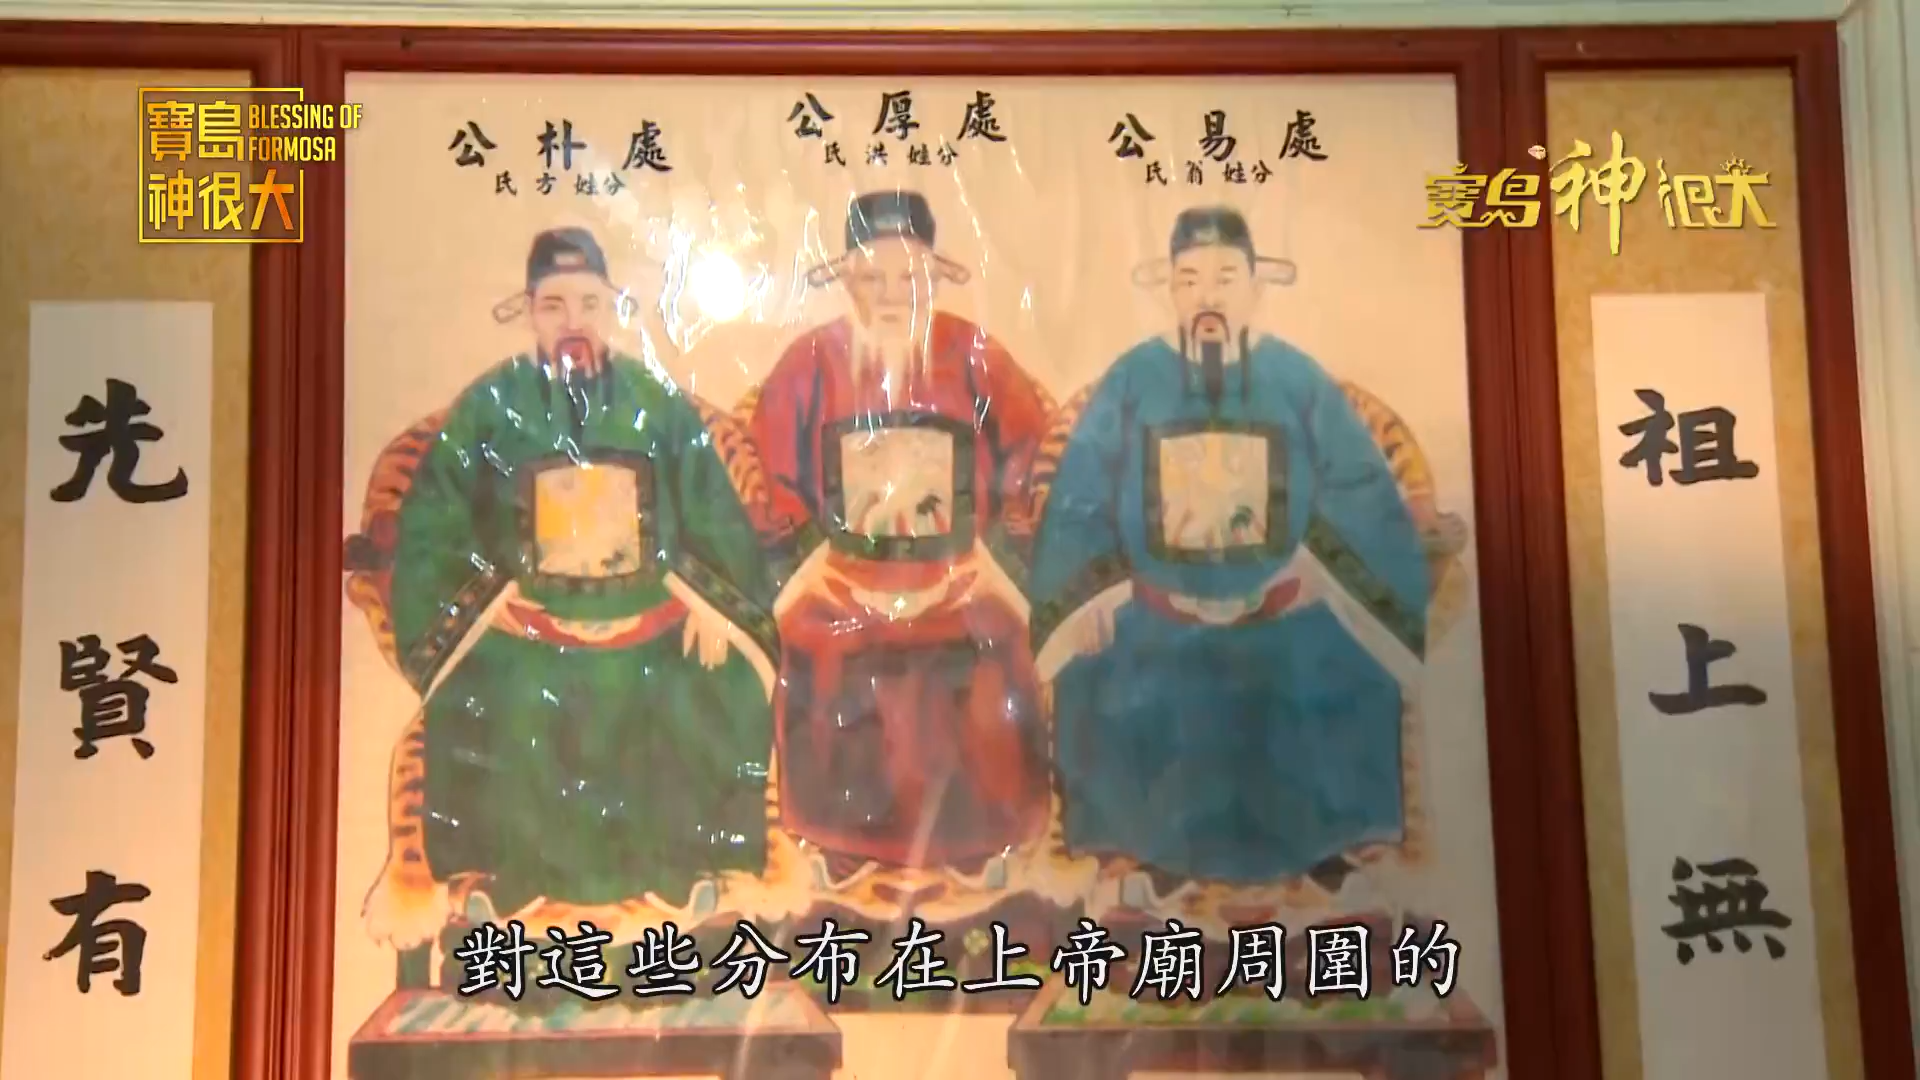 寶島
BLESSING OF
FORMOSA
神很大
寶島神很大
公朴處
氏方姓分
公厚處
氏洪姓分
公易處
氏翁姓分
先賢有
祖上無
對這些分布在上帝廟周圍的